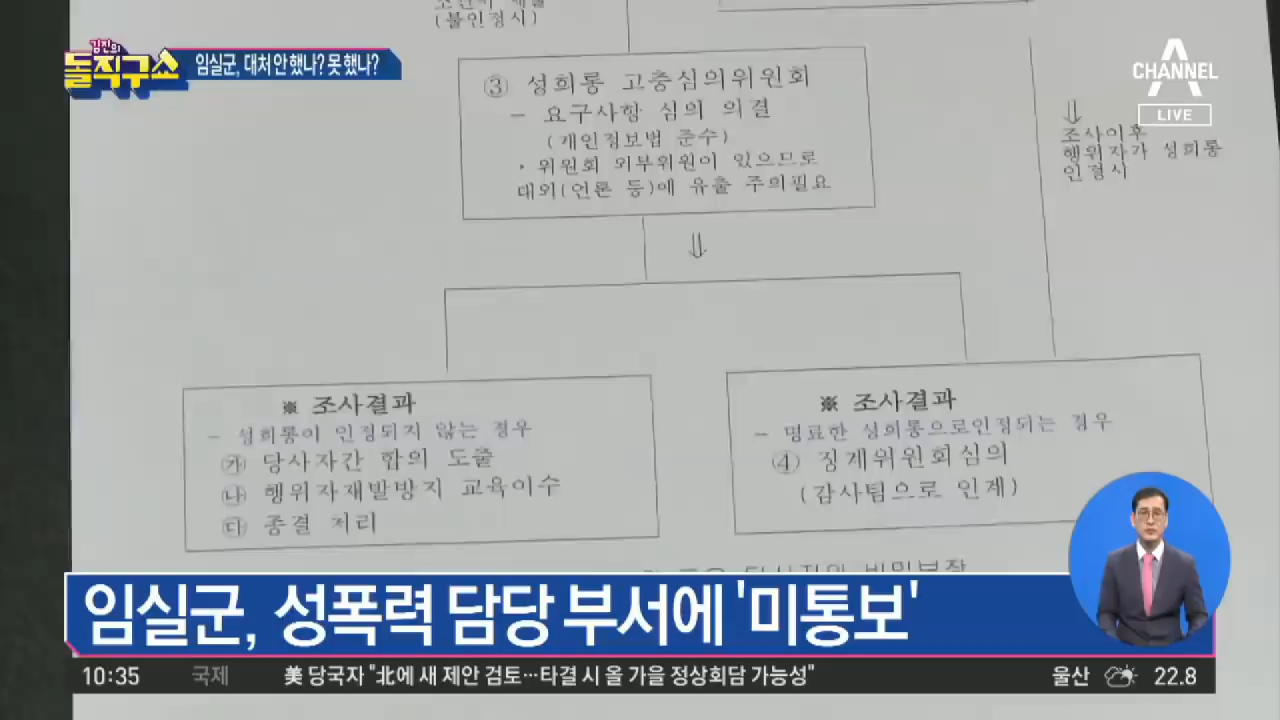 김진의
돌직구쇼
임실군, 대처 안 했나? 못 했나?
CHANNEL
LIVE
(불인정시)
③ 성희롱 고충심의위원회
- 요구사항 심의 의결
(개인정보법 준수)
• 위원회 외부위원이 있으므로
대외(언론 등)에 유출 주의필요
⇓
⇓
조사이후
행위자가 성희롱
인정시
※ 조사결과
- 성희롱이 인정되지 않는 경우
㉮ 당사자간 합의 도출
㉯ 행위자재발방지 교육이수
㉰ 종결 처리
※ 조사결과
- 명료한 성희롱으로인정되는 경우
④ 징계위원회심의
(감사팀으로 인계)
임실군, 성폭력 담당 부서에 '미통보'
10:35 국제 美 당국자 "北에 새 제안 검토…타결 시 올 가을 정상회담 가능성" 울산 22.8